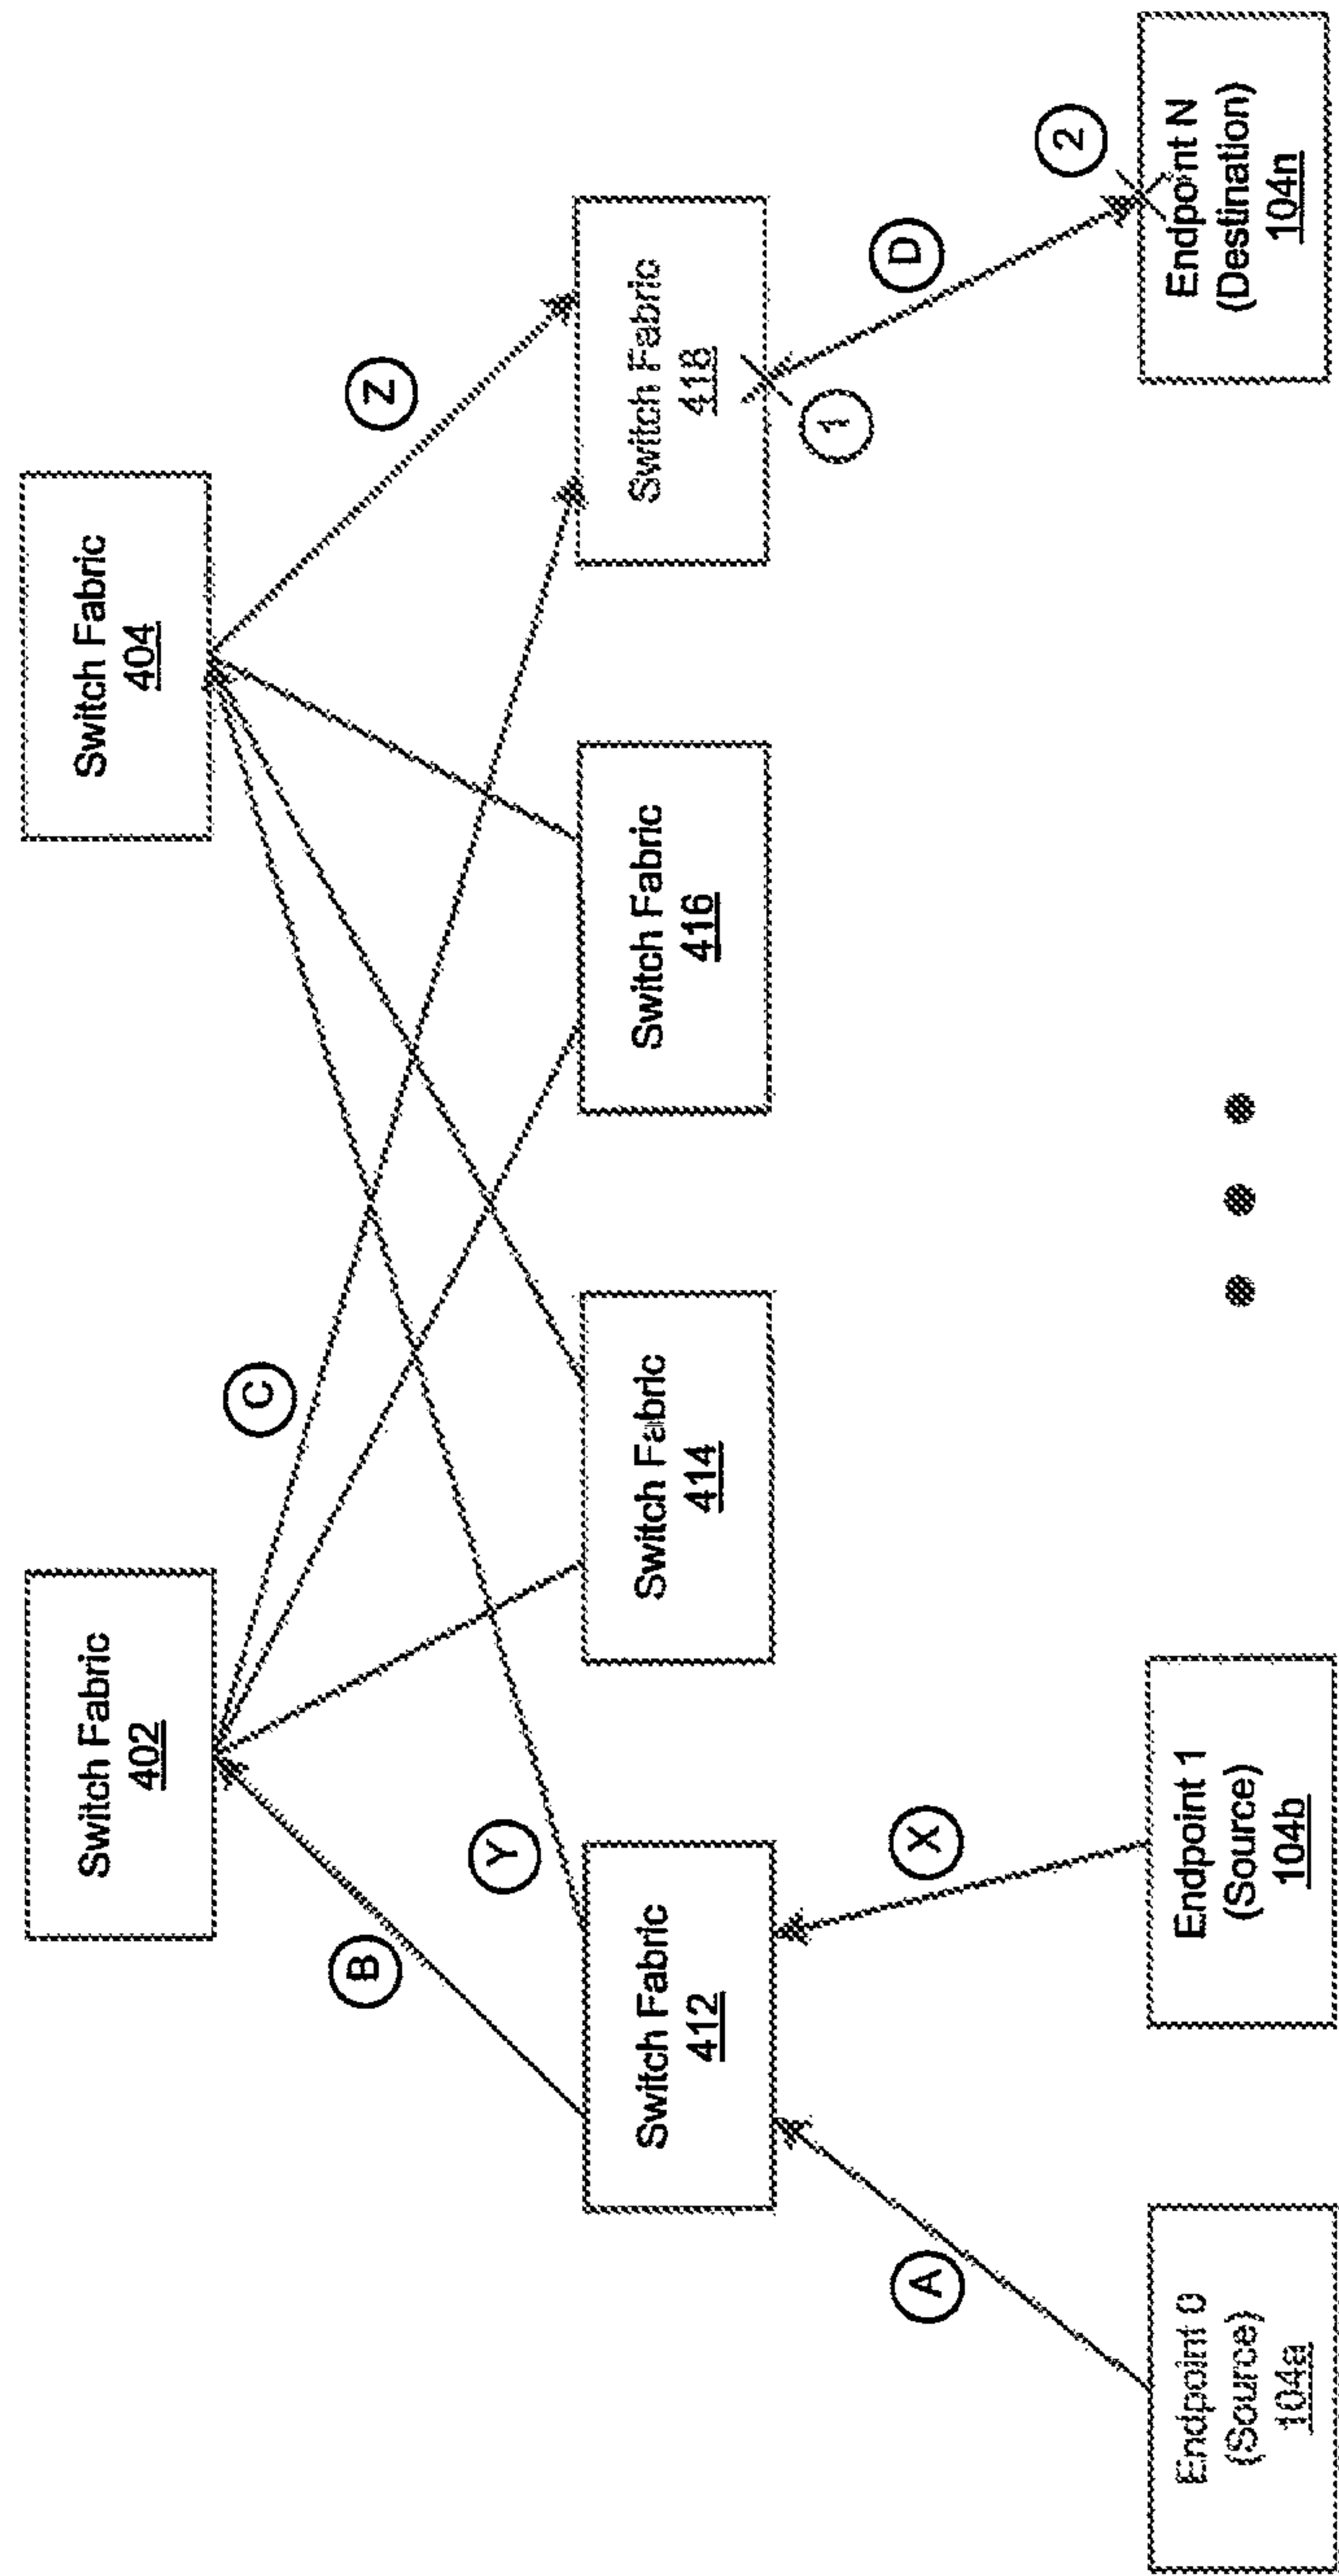 Switch Fabric
402
Switch Fabric
404
C
Z
B
Y
Switch Fabric
412
Switch Fabric
414
Switch Fabric
416
Switch Fabric
418
1
A
X
D
2
Endpoint 0
(Source)
104a
Endpoint 1
(Source)
104b
Endpoint N
(Destination)
104n